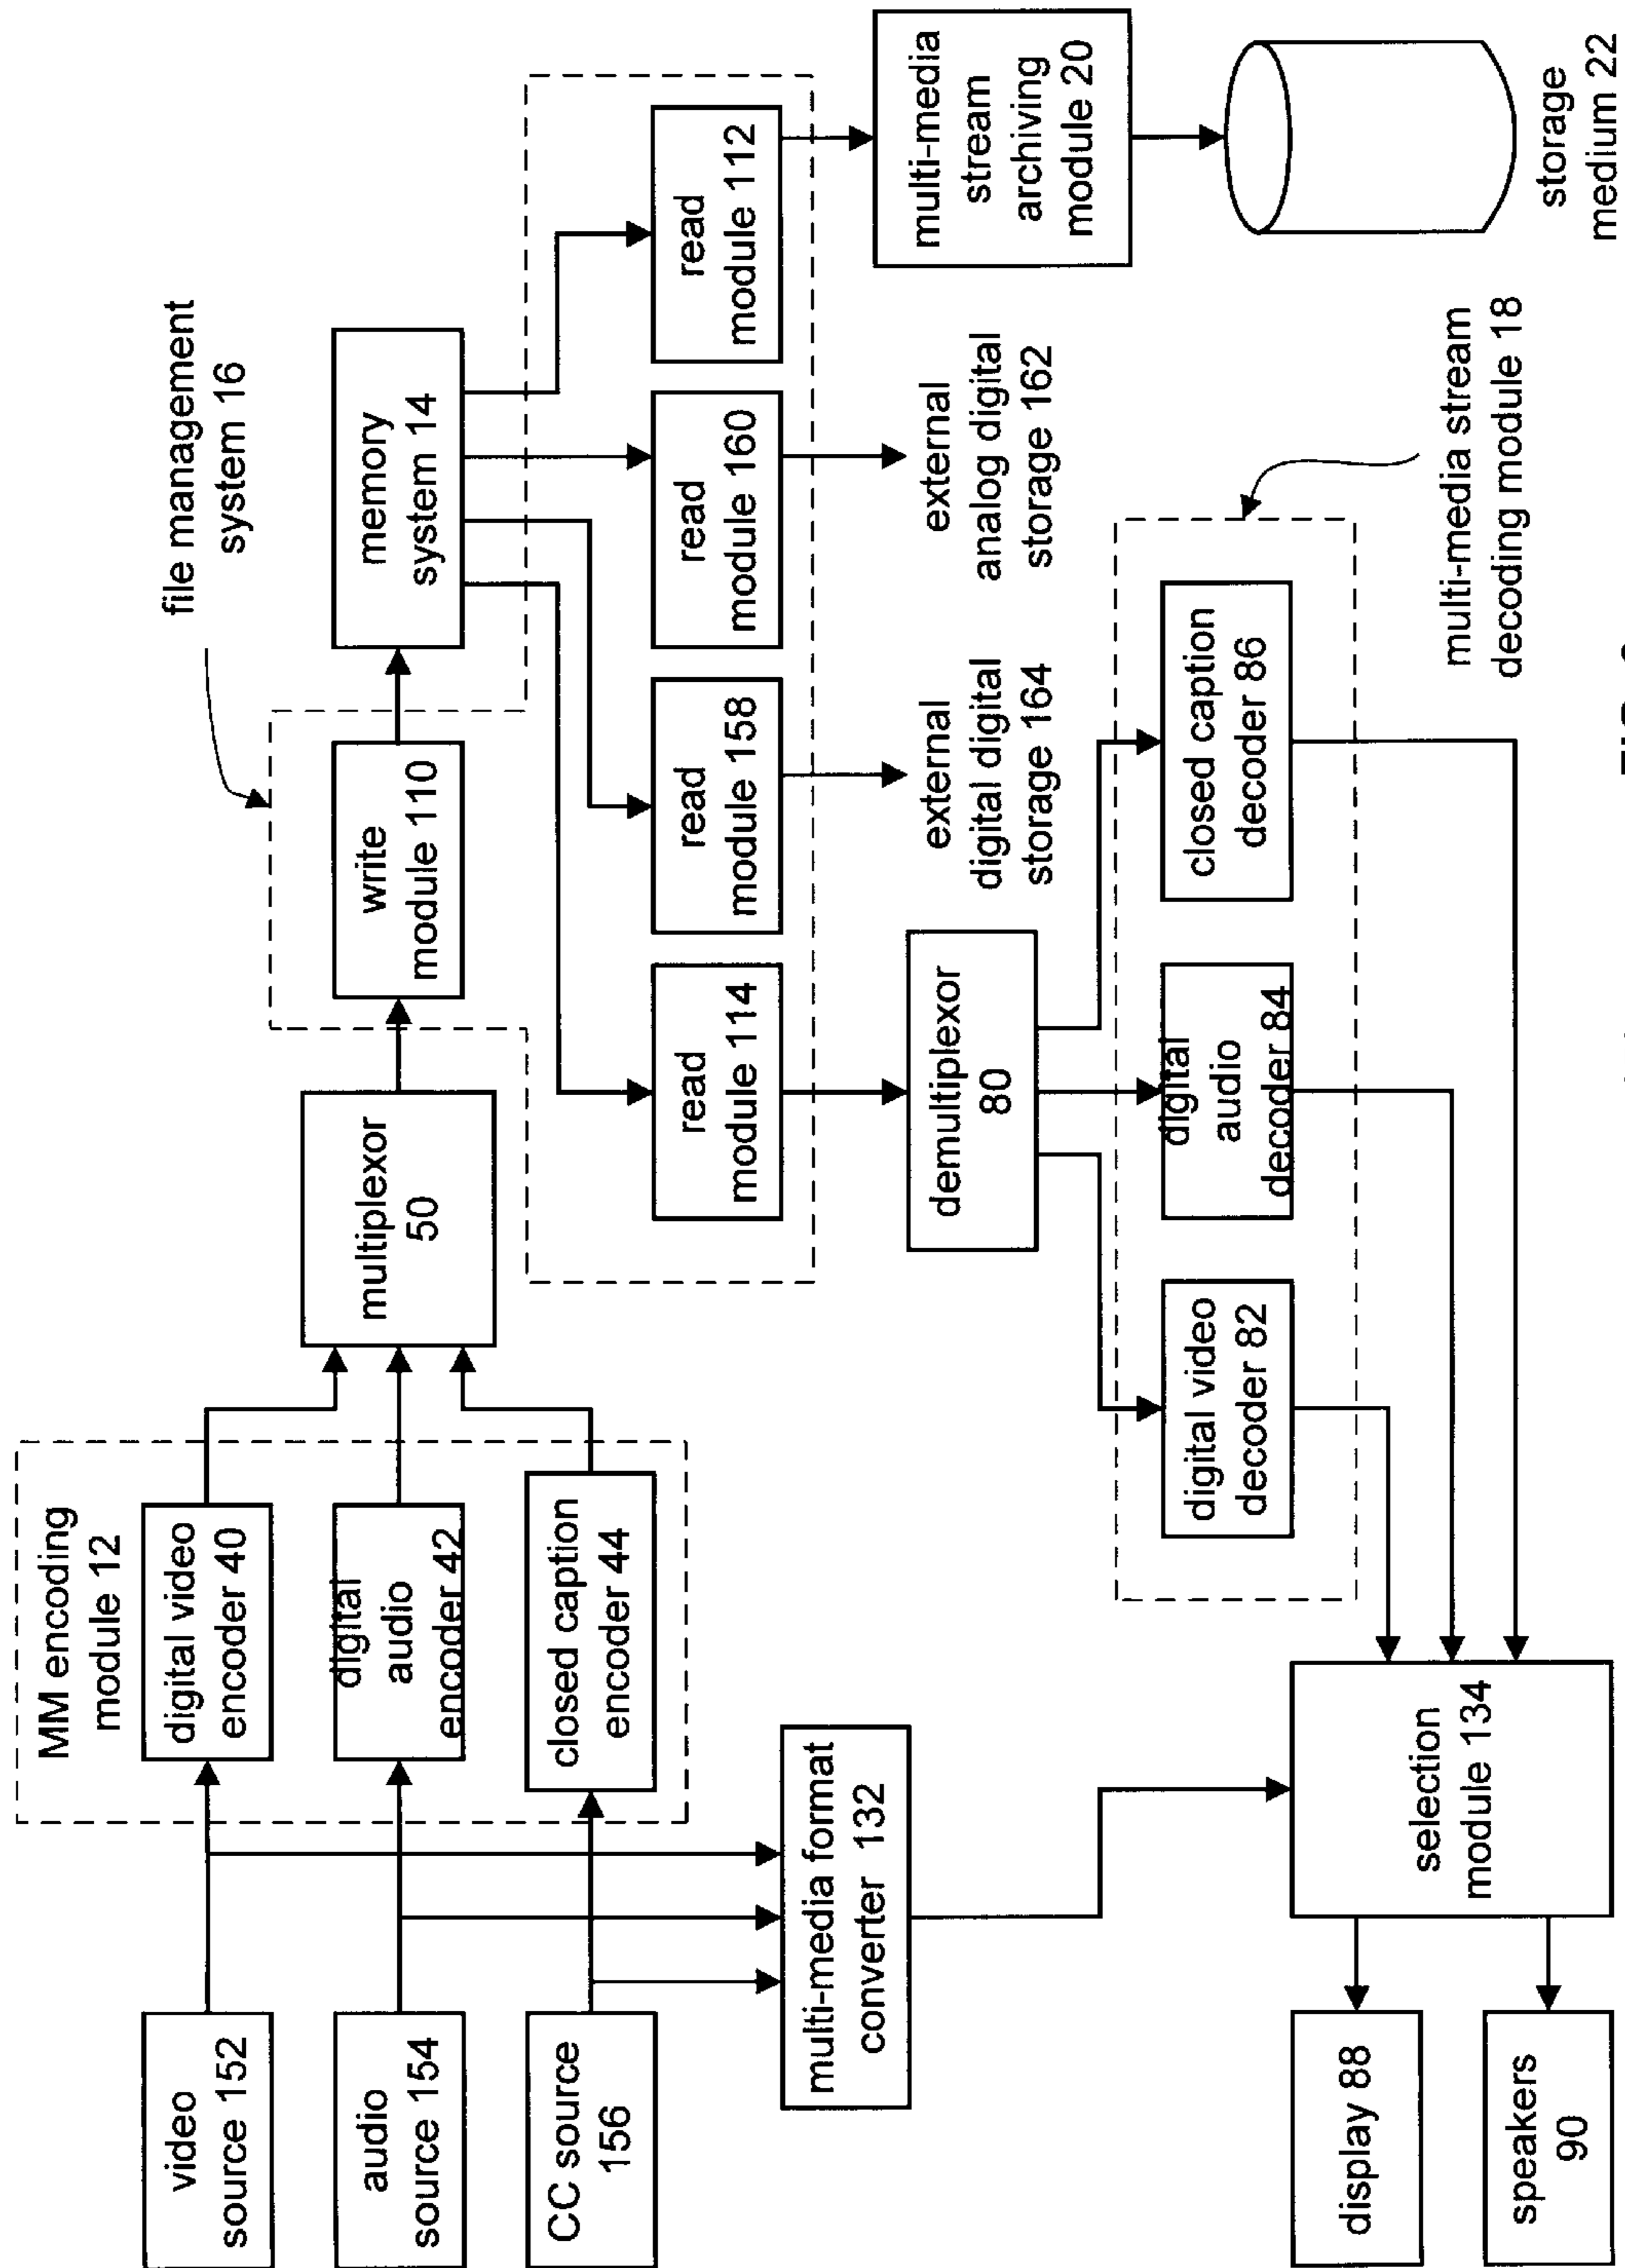 MM encoding
module 12
video
source 152
digital video
encoder 40
audio
source 154
digital
audio
encoder 42
CC source
156
closed caption
encoder 44
multiplexor
50
file management
system 16
write
module 110
memory
system 14
read
module 114
read
module 158
read
module 160
read
module 112
multi-media format
converter 132
demultiplexor
80
external
digital digital
storage 164
external
analog digital
storage 162
multi-media
stream
archiving
module 20
digital video
decoder 82
digital
audio
decoder 84
closed caption
decoder 86
storage
medium 22
selection
module 134
multi-media stream
decoding module 18
display 88
speakers
90